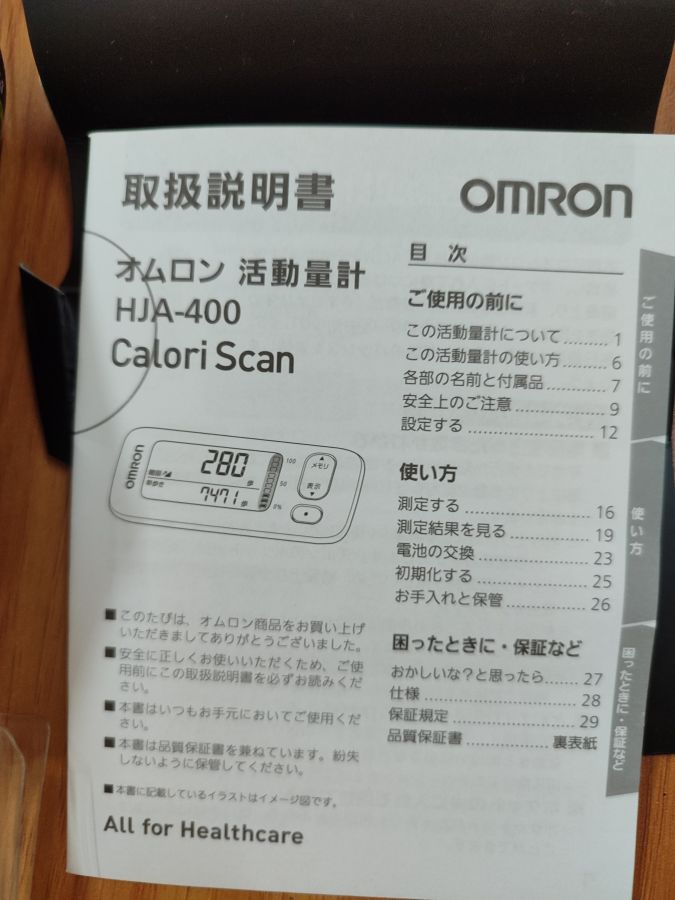 取扱説明書
OMRON
オムロン 活動量計
HJA-400
Calori Scan
OMRON
280
歩
7471
歩
100
50
0%
メモリ
表示
■このたびは、オムロン商品をお買い上げ
いただきましてありがとうございました。
■安全に正しくお使いいただくため、ご使
用前にこの取扱説明書を必ずお読みくだ
さい。
■本書はいつもお手元においてご使用くだ
さい。
■本書は品質保証書を兼ねています。紛失
しないように保管してください。
■本書に記載しているイラストはイメージ図です。
All for Healthcare
目 次
ご使用の前に
この活動量計について.......... 1
この活動量計の使い方.......... 6
各部の名前と付属品............ 7
安全上のご注意.................. 9
設定する........................... 12
使い方
測定する........................... 16
測定結果を見る.................. 19
電池の交換........................ 23
初期化する........................ 25
お手入れと保管.................. 26
困ったときに・保証など
おかしいな?と思ったら....... 27
仕様................................. 28
保証規定........................... 29
品質保証書.................. 裏表紙
ご使用の前に
使い方
困ったときに・保証など